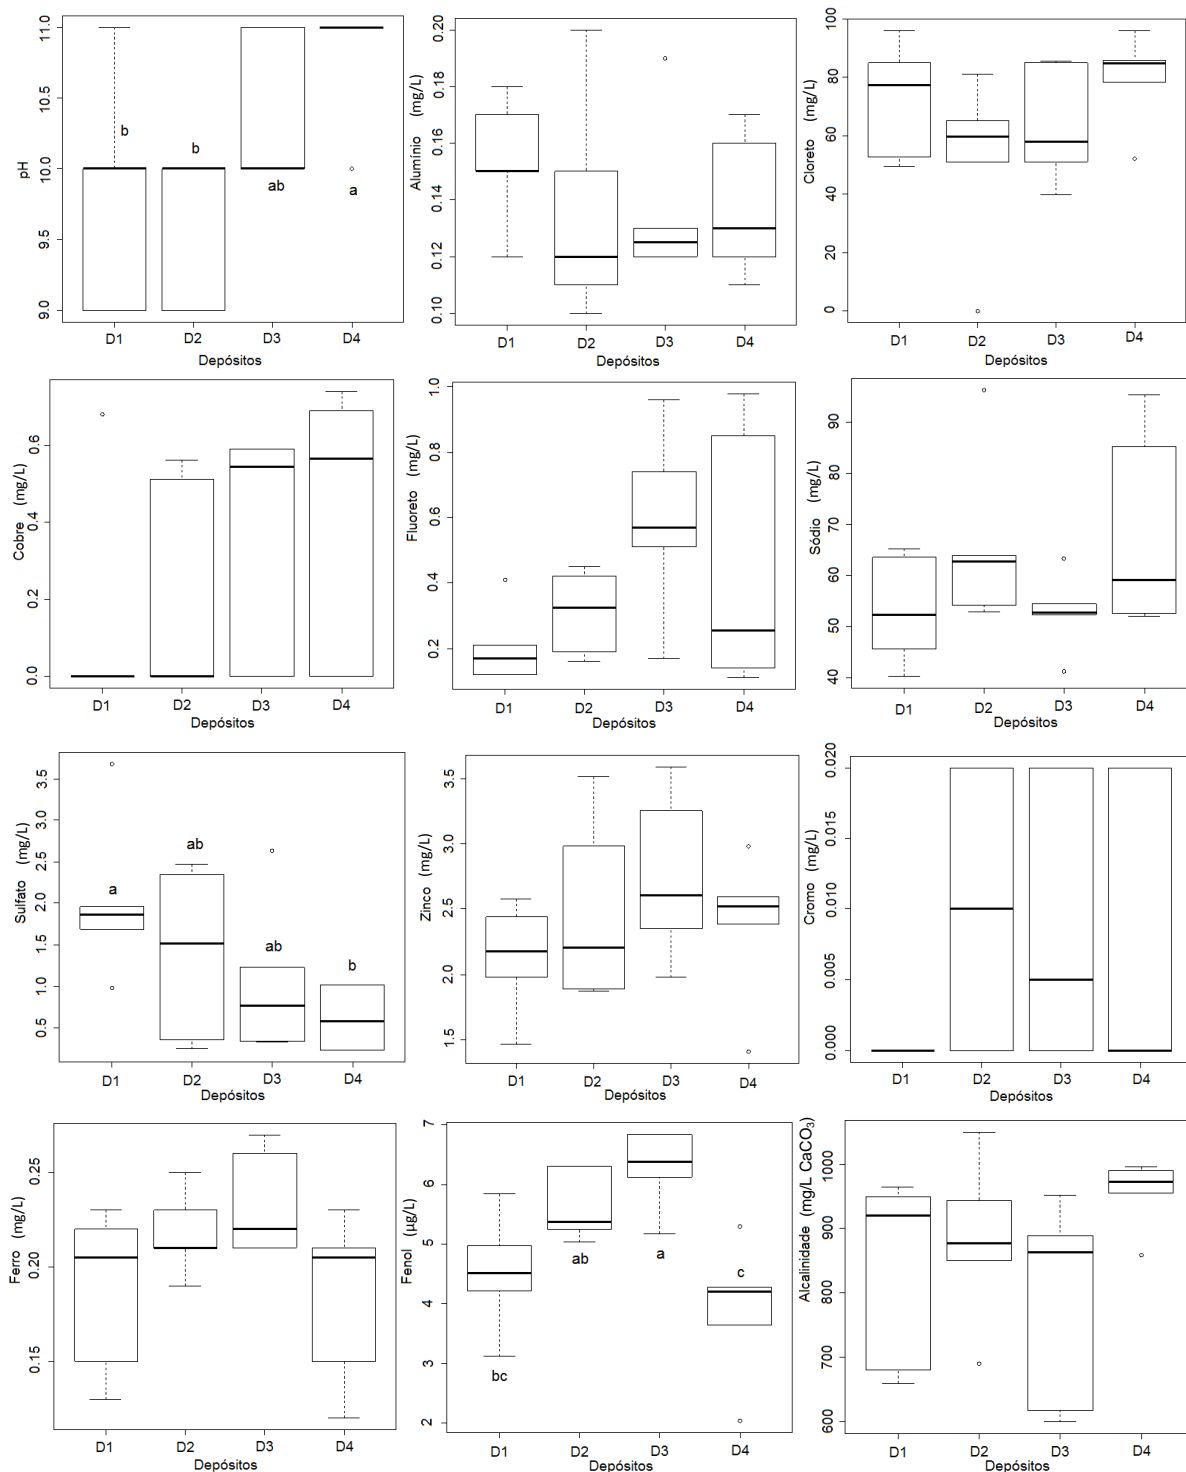 pH
11.0
10.5
10.0
9.5
9.0
b
b
ab
a
D1 D2 D3 D4
Depósitos
Alumínio (mg/L)
0.20
0.18
0.16
0.14
0.12
0.10
D1 D2 D3 D4
Depósitos
Cloreto (mg/L)
100
80
60
40
20
0
D1 D2 D3 D4
Depósitos
Cobre (mg/L)
0.6
0.4
0.2
0.0
D1 D2 D3 D4
Depósitos
Fluoreto (mg/L)
1.0
0.8
0.6
0.4
0.2
D1 D2 D3 D4
Depósitos
Sódio (mg/L)
90
80
70
60
50
40
D1 D2 D3 D4
Depósitos
Sulfato (mg/L)
3.5
3.0
2.5
2.0
1.5
1.0
0.5
a
ab
ab
b
D1 D2 D3 D4
Depósitos
Zinco (mg/L)
3.5
3.0
2.5
2.0
1.5
D1 D2 D3 D4
Depósitos
Cromo (mg/L)
0.020
0.015
0.010
0.005
0.000
D1 D2 D3 D4
Depósitos
Ferro (mg/L)
0.25
0.20
0.15
D1 D2 D3 D4
Depósitos
Fenol (µg/L)
7
6
5
4
3
2
bc
ab
a
c
D1 D2 D3 D4
Depósitos
Alcalinidade (mg/L CaCO₃)
1000
900
800
700
600
D1 D2 D3 D4
Depósitos